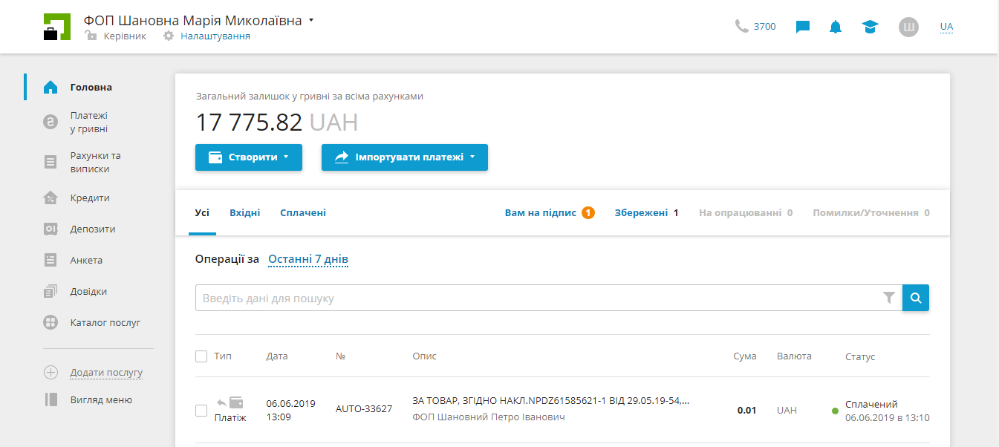 ФОП Шановна Марія Миколаївна
Керівник Налаштування
3700
Ш
UA
Головна
Платежі
у гривні
Рахунки та
виписки
Кредити
Депозити
Анкета
Довідки
Каталог послуг
Додати послугу
Вигляд меню
Загальний залишок у гривні за всіма рахунками
17 775.82 UAH
Створити Імпортувати платежі
Усі Вхідні Сплачені Вам на підпис 1 Збережені 1 На опрацюванні 0 Помилки/Уточнення 0
Операції за Останні 7 днів
Введіть дані для пошуку
Тип Дата № Опис Сума Валюта Статус
Платіж
06.06.2019
13:09
AUTO-33627
ЗА ТОВАР, ЗГІДНО НАКЛ.NPDZ61585621-1 ВІД 29.05.19-54,...
ФОП Шановний Петро Іванович
0.01
UAH
Сплачений
06.06.2019 в 13:10